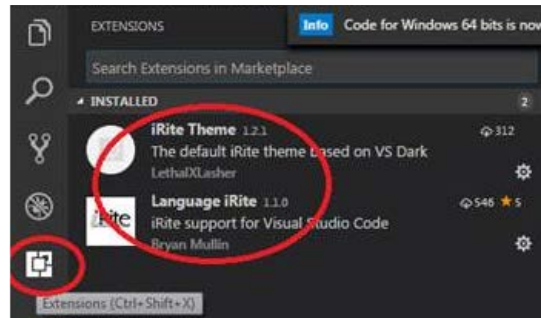 EXTENSIONS
Info Code for Windows 64 bits is now
Search Extensions in Marketplace
INSTALLED 2
iRite Theme 1.2.1 312
The default iRite theme based on VS Dark
LethalXLasher
Language iRite 1.1.0 546 ★ 5
iRite iRite support for Visual Studio Code
Bryan Mullin
Extensions (Ctrl+Shift+X)